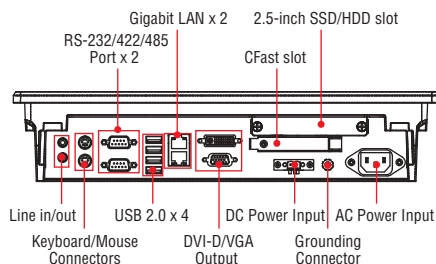 Gigabit LAN x 2
2.5-inch SSD/HDD slot
RS-232/422/485
Port x 2
CFast slot
Line in/out
USB 2.0 x 4
DC Power Input
AC Power Input
Keyboard/Mouse
Connectors
DVI-D/VGA
Output
Grounding
Connector